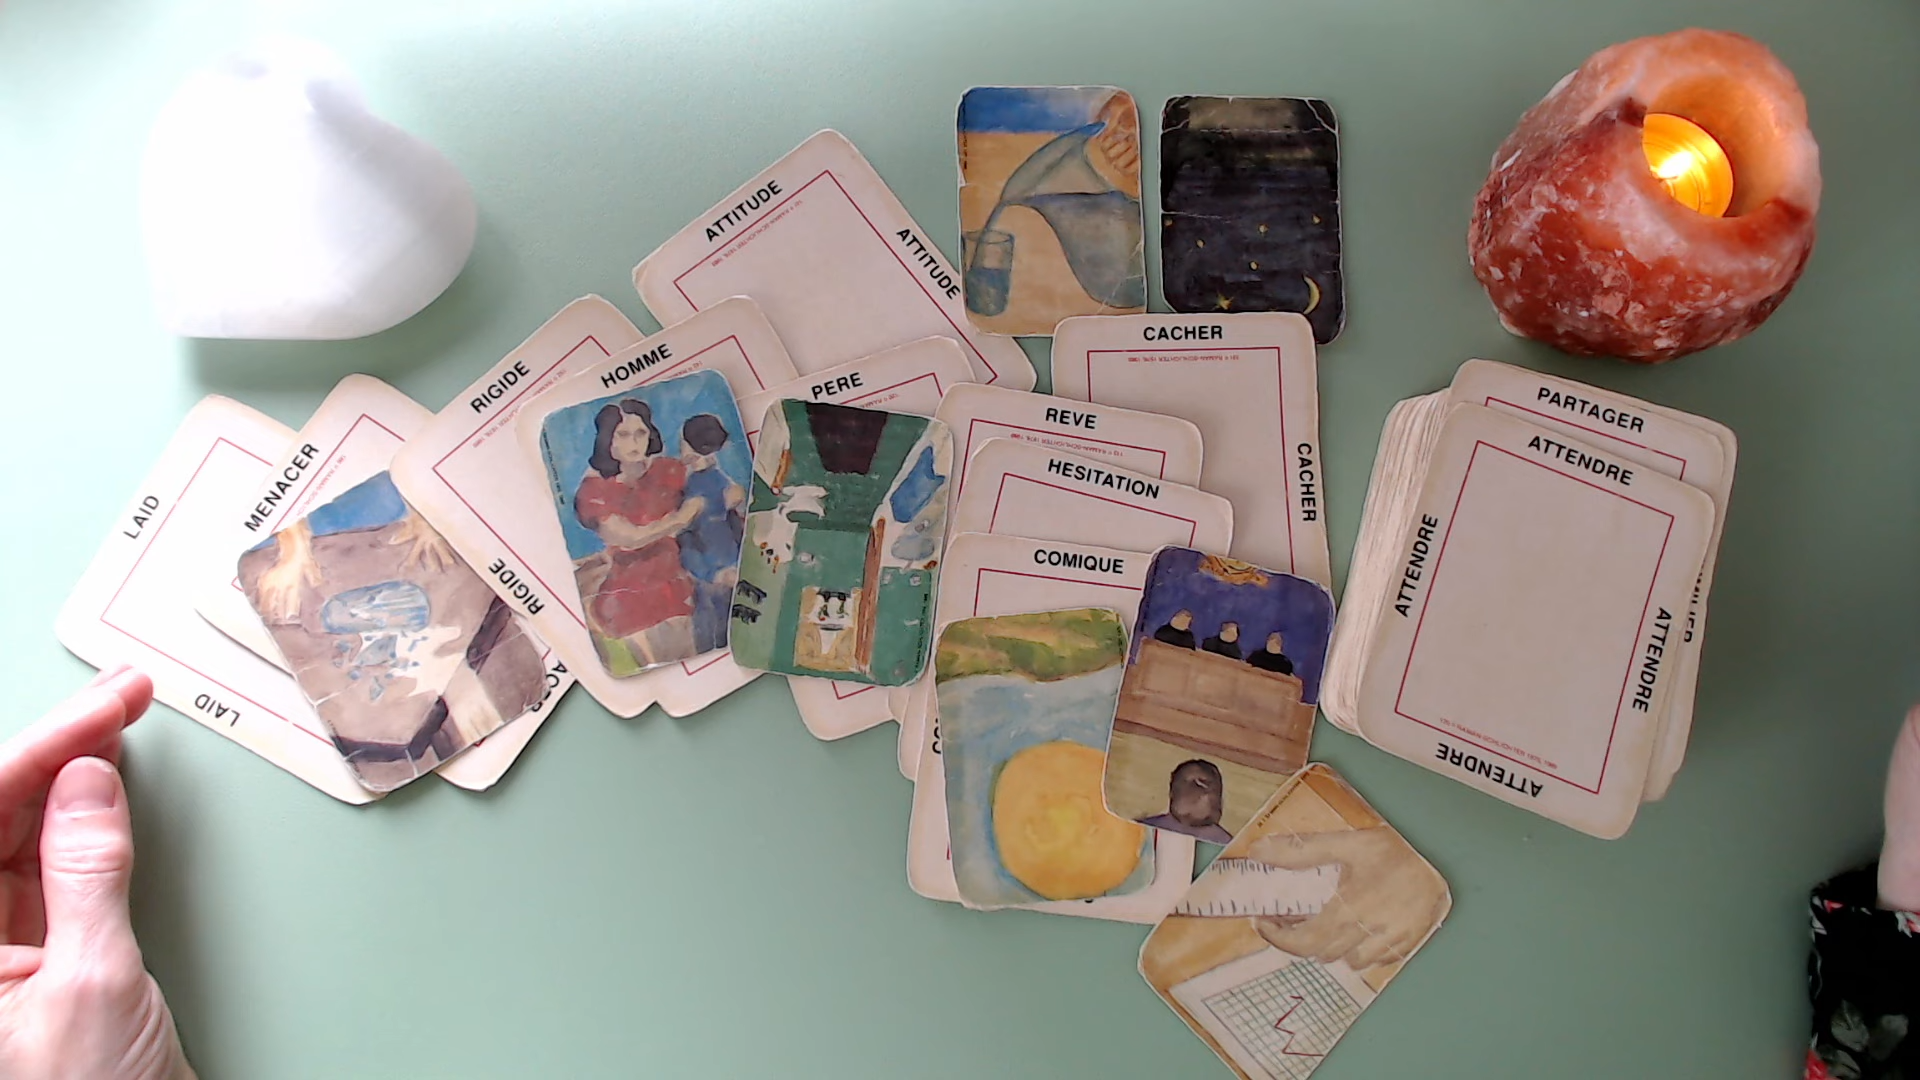 ATTITUDE
ATTITUDE
CACHER
CACHER
RIGIDE
RIGIDE
HOMME
PERE
REVE
HESITATION
COMIQUE
MENACER
LAID
LAID
PARTAGER
ATTENDRE
ATTENDRE
ATTENDRE
ATTENDRE